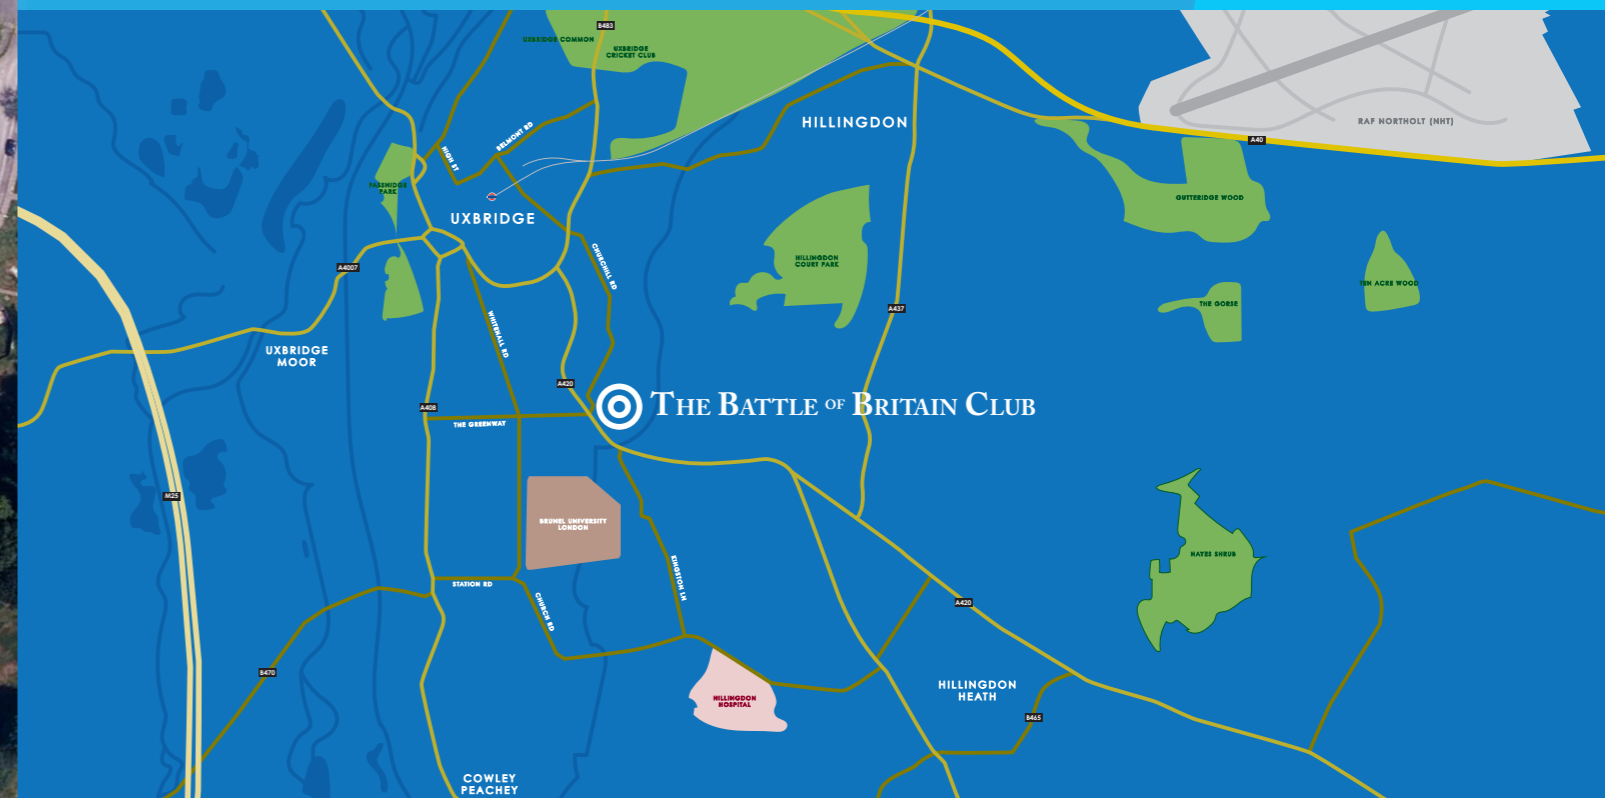 B483
UXBRIDGE COMMON
UXBRIDGE
CRICKET CLUB
HILLINGDON
RAF NORTHOLT (NHT)
A40
BELMONT RD
HIGH ST
FASSNIDGE
PARK
GUTTERIDGE WOOD
UXBRIDGE
CHURCHILL RD
HILLINGDON
COURT PARK
A4007
TEN ACRE WOOD
THE GORSE
A437
WHITEHALL RD
UXBRIDGE
MOOR
A420
A408
THE BATTLE OF BRITAIN CLUB
THE GREENWAY
M25
BRUNEL UNIVERSITY
LONDON
HAYES SHRUB
KINGSTON LN
STATION RD
CHURCH RD
A420
B470
HILLINGDON
HEATH
HILLINGDON
HOSPITAL
B465
COWLEY
PEACHEY